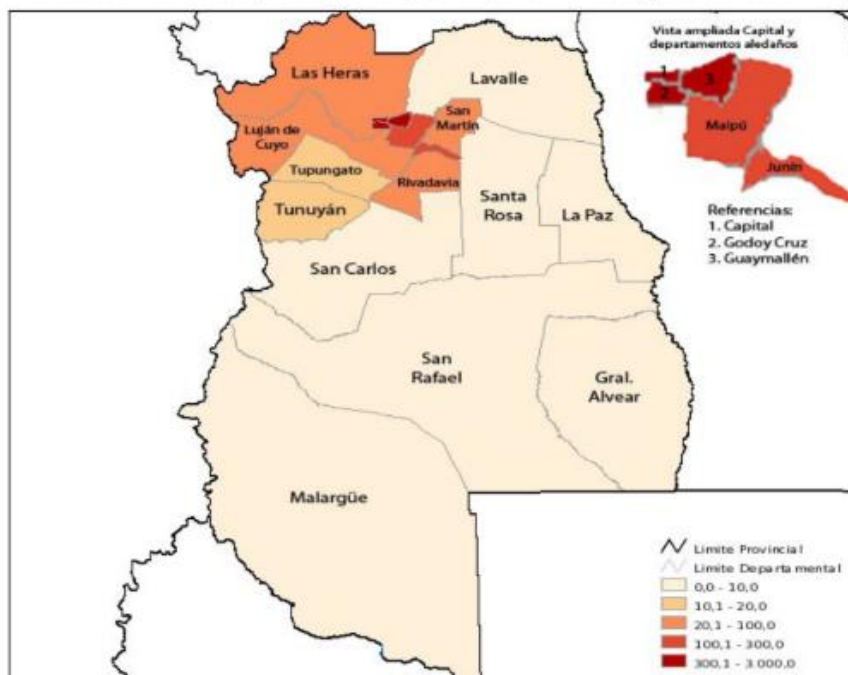 Vista ampliada Capital y
departamentos aledaños
1
2
3
Maipú
Junín
Referencias:
1. Capital
2. Godoy Cruz
3. Guaymallén
Las Heras
Lavalle
San
Martín
Luján de
Cuyo
Tupungato
Rivadavia
Tunuyán
Santa
Rosa
La Paz
San Carlos
San
Rafael
Gral.
Alvear
Malargüe
Limite Provincial
Limite Departamental
0,0 - 10,0
10,1 - 20,0
20,1 - 100,0
100,1 - 300,0
300,1 - 3.000,0